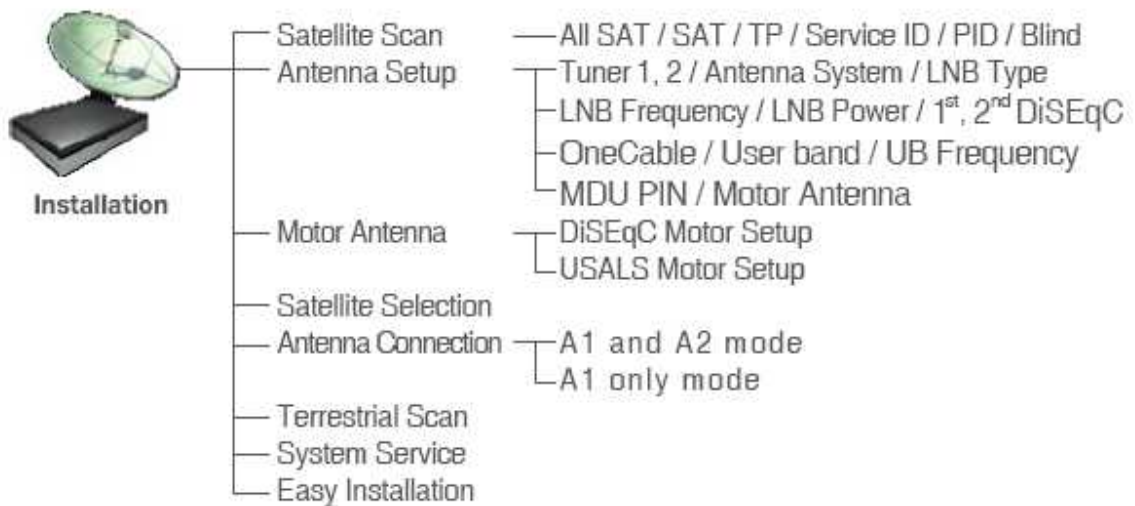 Installation
Satellite Scan All SAT / SAT / TP / Service ID / PID / Blind
Antenna Setup Tuner 1, 2 / Antenna System / LNB Type
LNB Frequency / LNB Power / 1st, 2nd DiSEqC
OneCable / User band / UB Frequency
MDU PIN / Motor Antenna
Motor Antenna DiSEqC Motor Setup
USALS Motor Setup
Satellite Selection
Antenna Connection A1 and A2 mode
A1 only mode
Terrestrial Scan
System Service
Easy Installation